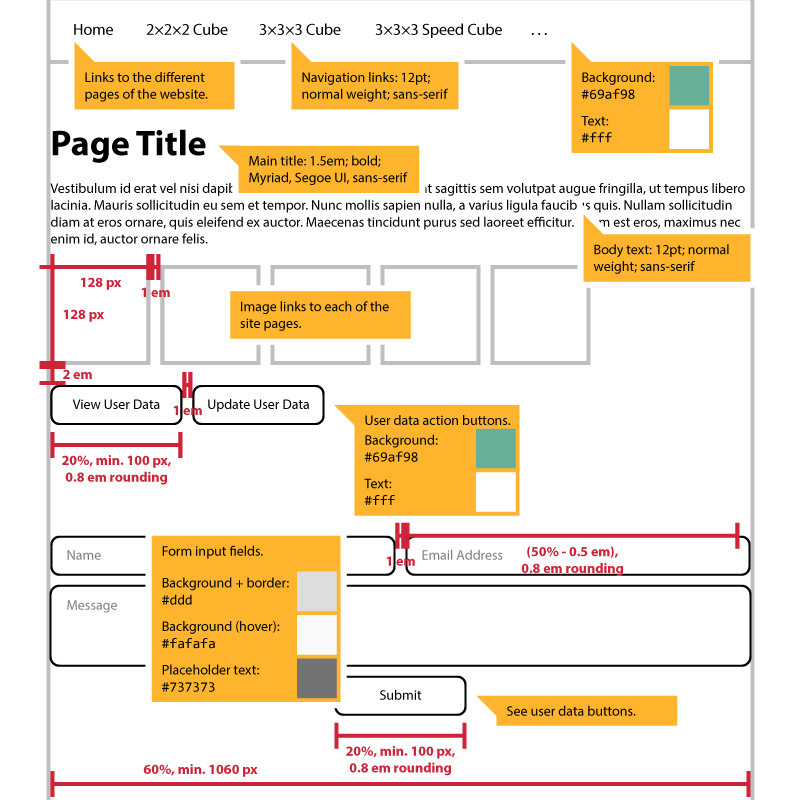 Home 2×2×2 Cube 3×3×3 Cube 3×3×3 Speed Cube ...
Links to the different
pages of the website.
Navigation links: 12pt;
normal weight; sans-serif
Background:
#69af98
Text:
#fff
Page Title
Main title: 1.5em; bold;
Myriad, Segoe UI, sans-serif
Vestibulum id erat vel nisi dapib t sagittis sem volutpat augue fringilla, ut tempus libero
lacinia. Mauris sollicitudin eu sem et tempor. Nunc mollis sapien nulla, a varius ligula faucibus quis. Nullam sollicitudin
diam at eros ornare, quis eleifend ex auctor. Maecenas tincidunt purus sed laoreet efficitur. m est eros, maximus nec
enim id, auctor ornare felis.
Body text: 12pt; normal
weight; sans-serif
128 px
1 em
128 px
Image links to each of the
site pages.
2 em
View User Data
1 em
Update User Data
20%, min. 100 px,
0.8 em rounding
User data action buttons.
Background:
#69af98
Text:
#fff
Name
1 em
Email Address
(50% - 0.5 em),
0.8 em rounding
Form input fields.
Background + border:
#ddd
Background (hover):
#fafafa
Placeholder text:
#737373
Message
Submit
See user data buttons.
20%, min. 100 px,
0.8 em rounding
60%, min. 1060 px